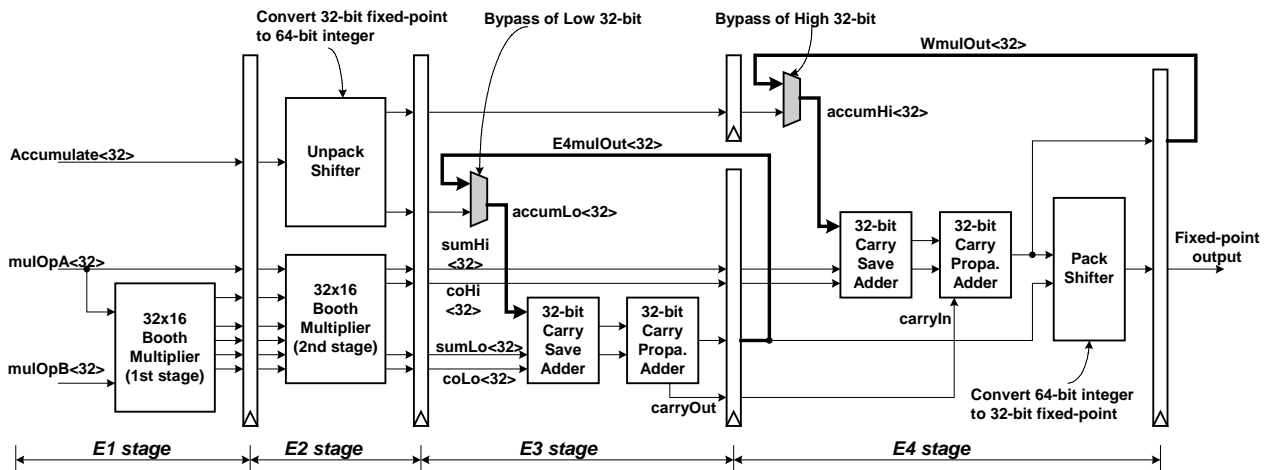 Convert 32-bit fixed-point
to 64-bit integer
Bypass of Low 32-bit
Bypass of High 32-bit
WmulOut<32>
accumHi<32>
Accumulate<32>
Unpack
Shifter
E4mulOut<32>
accumLo<32>
mulOpA<32>
mulOpB<32>
32x16
Booth
Multiplier
(1st stage)
32x16
Booth
Multiplier
(2nd stage)
sumHi
<32>
coHi
<32>
sumLo<32>
coLo<32>
32-bit
Carry
Save
Adder
32-bit
Carry
Propa.
Adder
carryOut
32-bit
Carry
Save
Adder
32-bit
Carry
Propa.
Adder
carryIn
Pack
Shifter
Fixed-point
output
Convert 64-bit integer
to 32-bit fixed-point
E1 stage
E2 stage
E3 stage
E4 stage